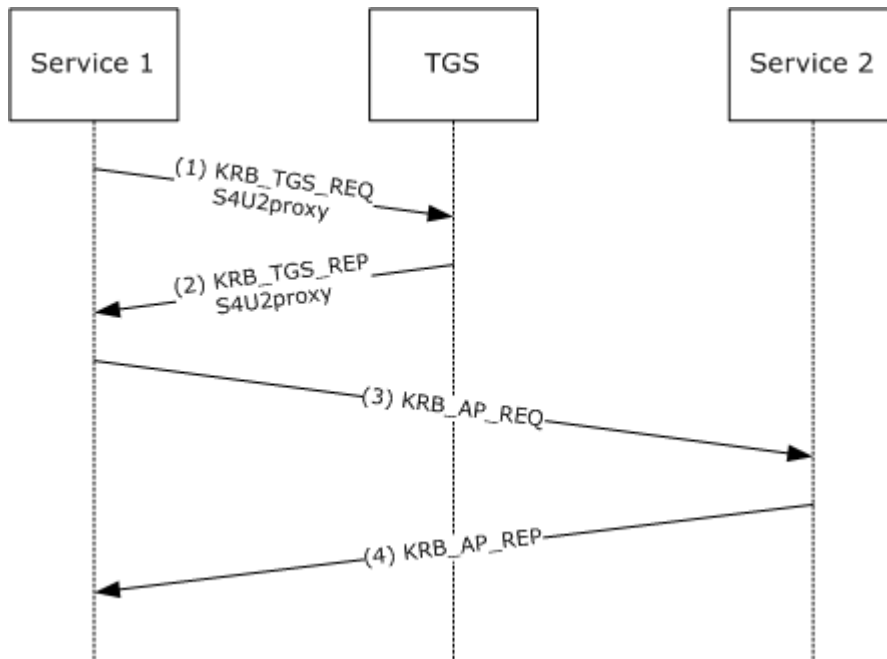 Service 1
TGS
Service 2
(1) KRB_TGS_REQ
S4U2proxy
(2) KRB_TGS_REP
S4U2proxy
(3) KRB_AP_REQ
(4) KRB_AP_REP